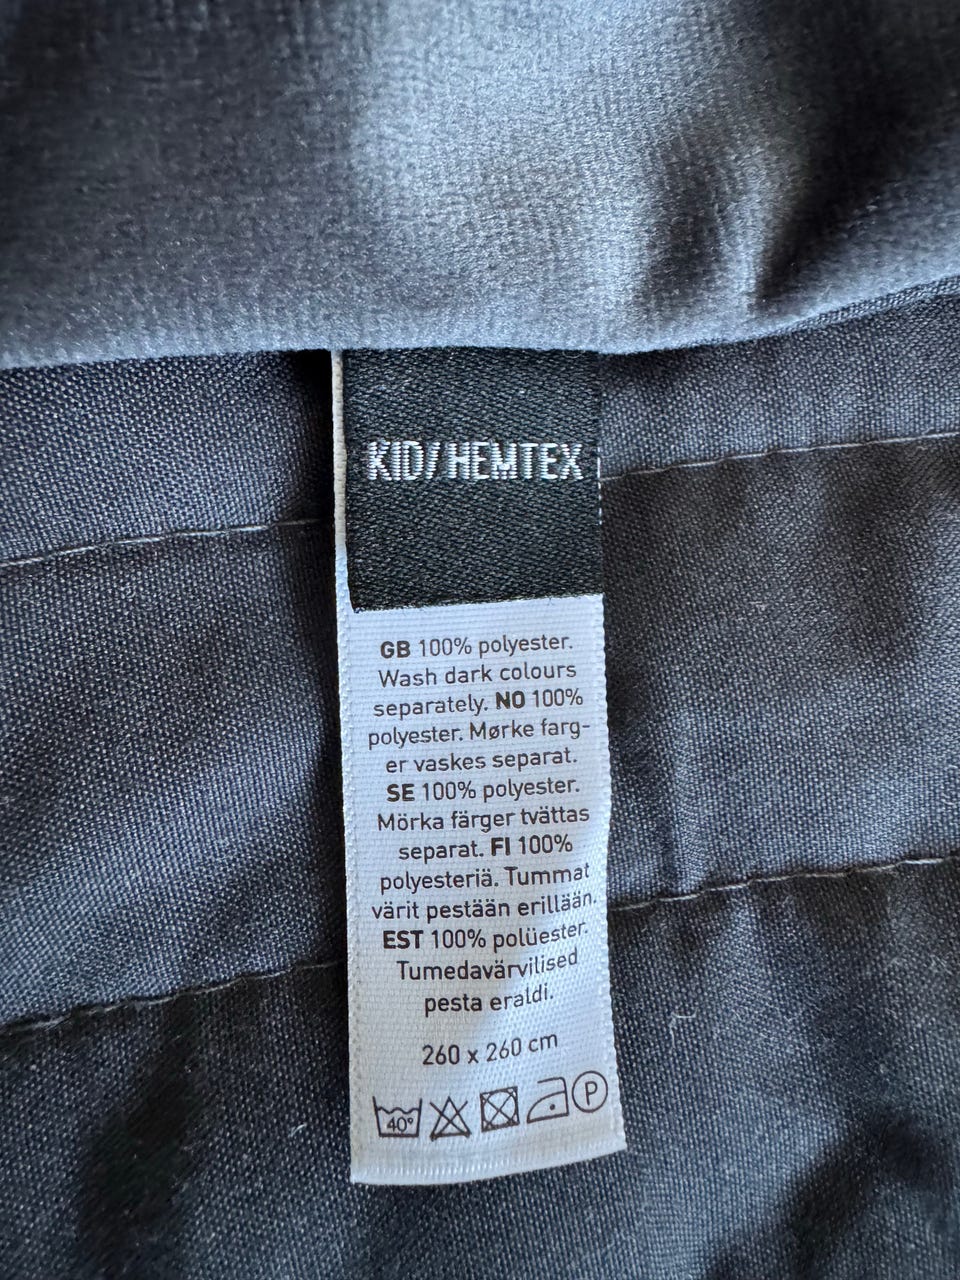 KID/HEMTEX
GB 100% polyester.
Wash dark colours
separately. NO 100%
polyester. Mørke farg-
er vaskes separat.
SE 100% polyester.
Mörka färger tvättas
separat. FI 100%
polyesteriä. Tummat
värit pestään erillään.
EST 100% polüester.
Tumedavärvilised
pesta eraldi.
260 x 260 cm
40° P